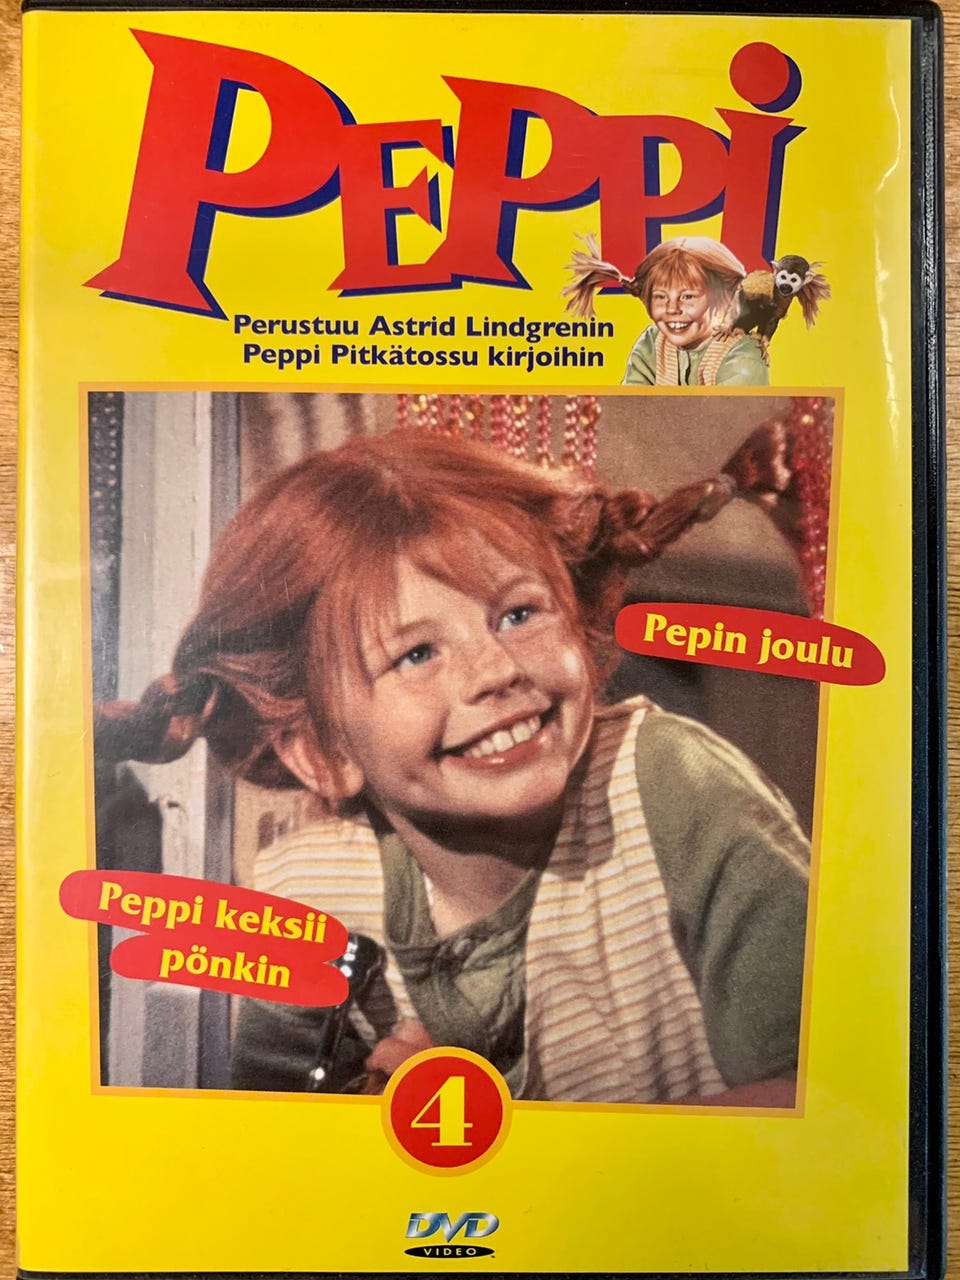 PEPPi
Perustuu Astrid Lindgrenin
Peppi Pitkätossu kirjoihin
Pepin joulu
Peppi keksii
pönkin
4
DVD
VIDEO